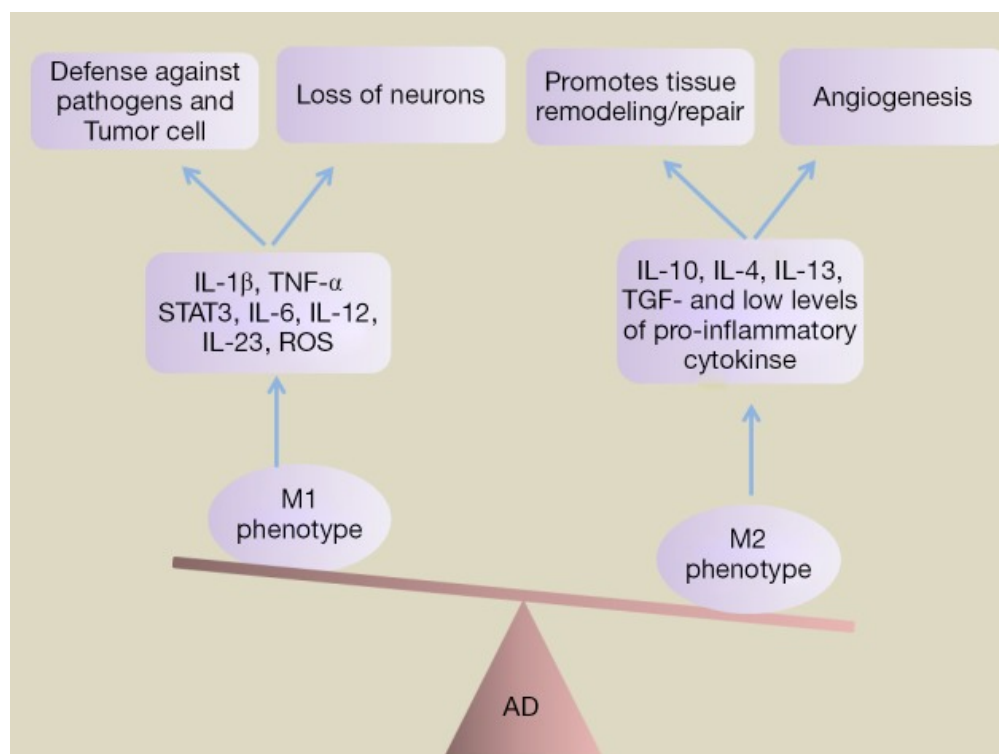 Defense against
pathogens and
Tumor cell
Loss of neurons
Promotes tissue
remodeling/repair
Angiogenesis
IL-1β, TNF-α
STAT3, IL-6, IL-12,
IL-23, ROS
IL-10, IL-4, IL-13,
TGF- and low levels
of pro-inflammatory
cytokinse
M1
phenotype
M2
phenotype
AD